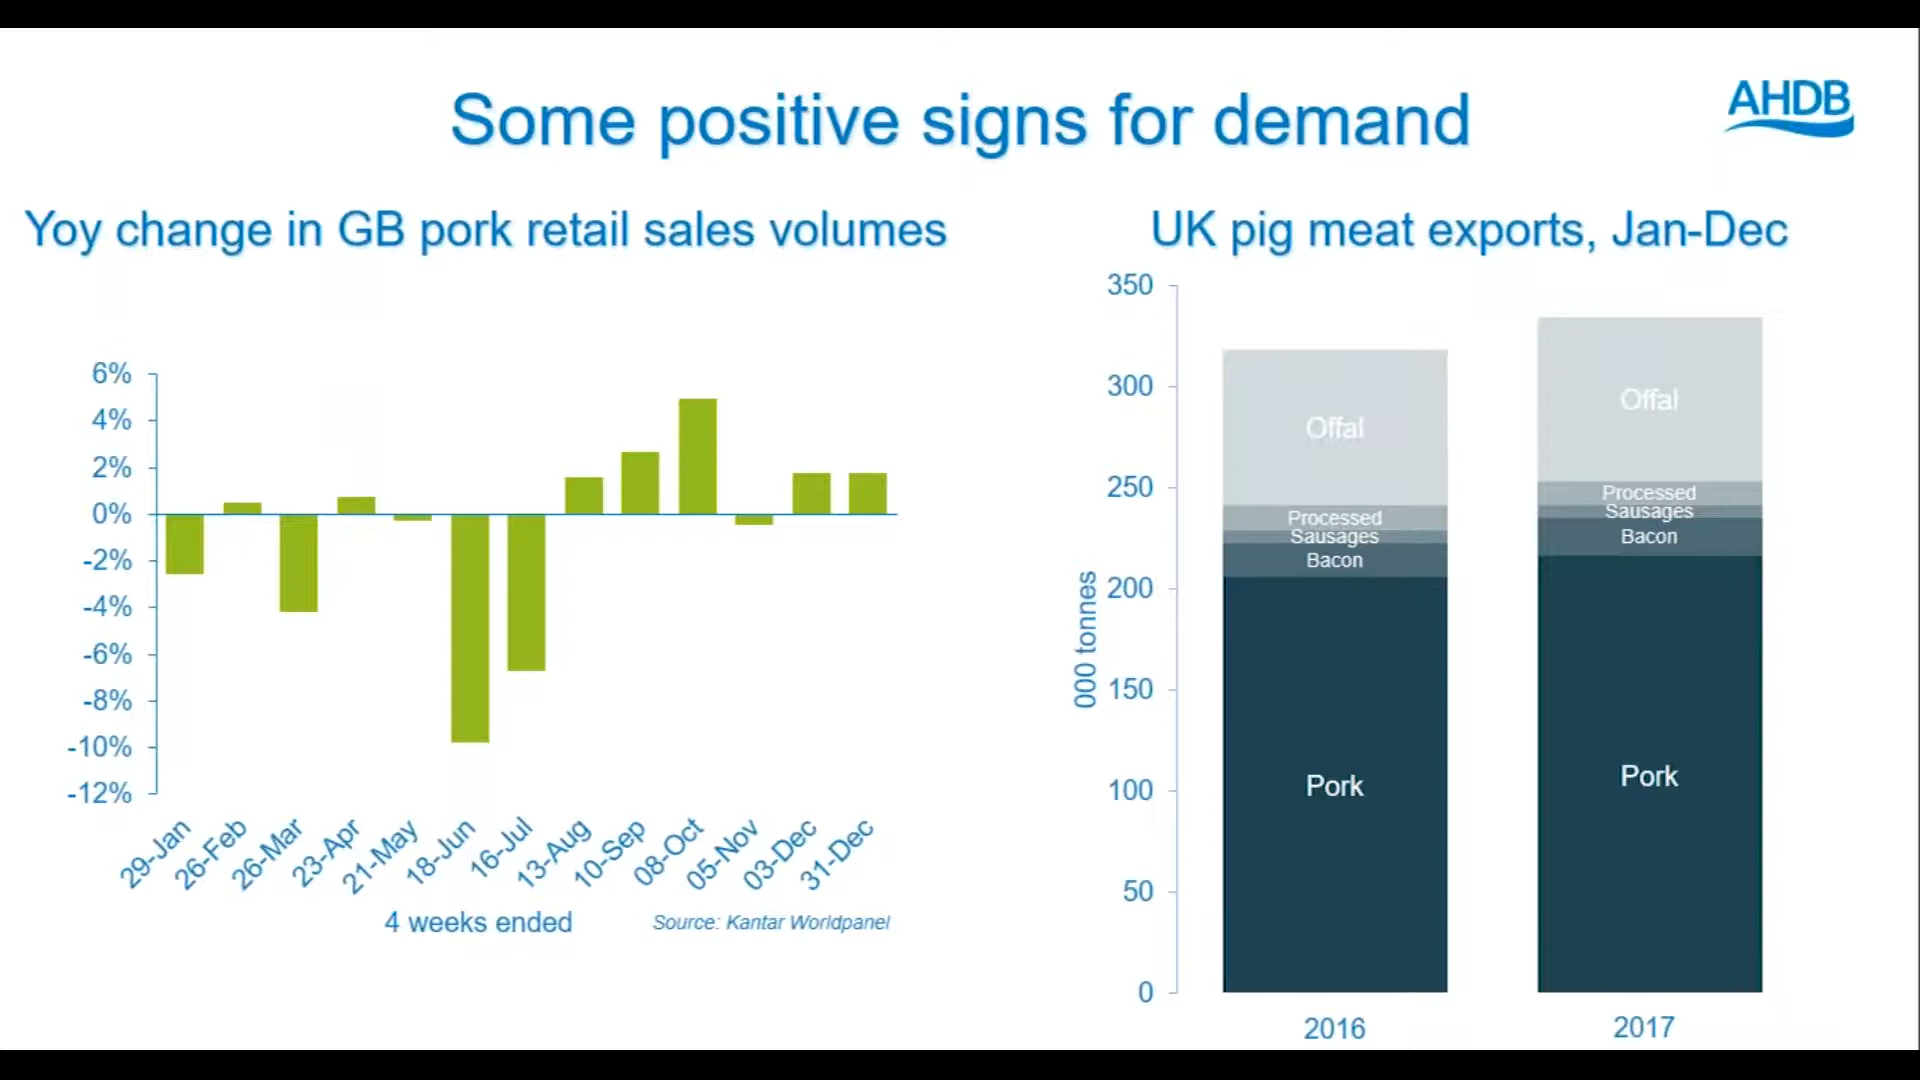 Some positive signs for demand
AHDB
Yoy change in GB pork retail sales volumes
6%
4%
2%
0%
-2%
-4%
-6%
-8%
-10%
-12%
29-Jan
26-Feb
26-Mar
23-Apr
21-May
18-Jun
16-Jul
13-Aug
10-Sep
08-Oct
05-Nov
03-Dec
31-Dec
4 weeks ended
Source: Kantar Worldpanel
UK pig meat exports, Jan-Dec
000 tonnes
350
300
250
200
150
100
50
0
Offal
Processed
Sausages
Bacon
Pork
2016
Offal
Processed
Sausages
Bacon
Pork
2017